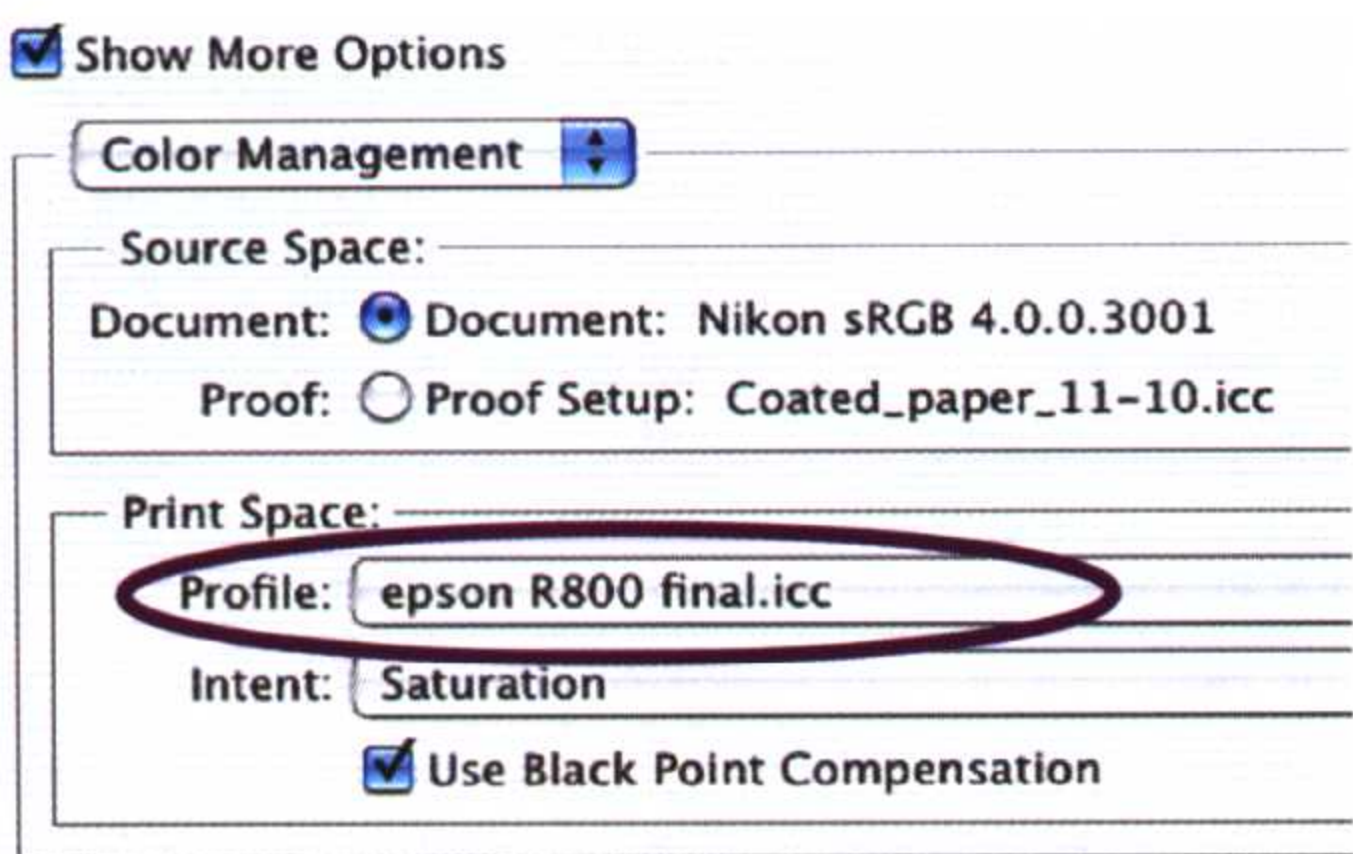 Show More Options
Color Management
Source Space:
Document: Document: Nikon sRGB 4.0.0.3001
Proof: Proof Setup: Coated_paper_11-10.icc
Print Space:
Profile: epson R800 final.icc
Intent: Saturation
Use Black Point Compensation